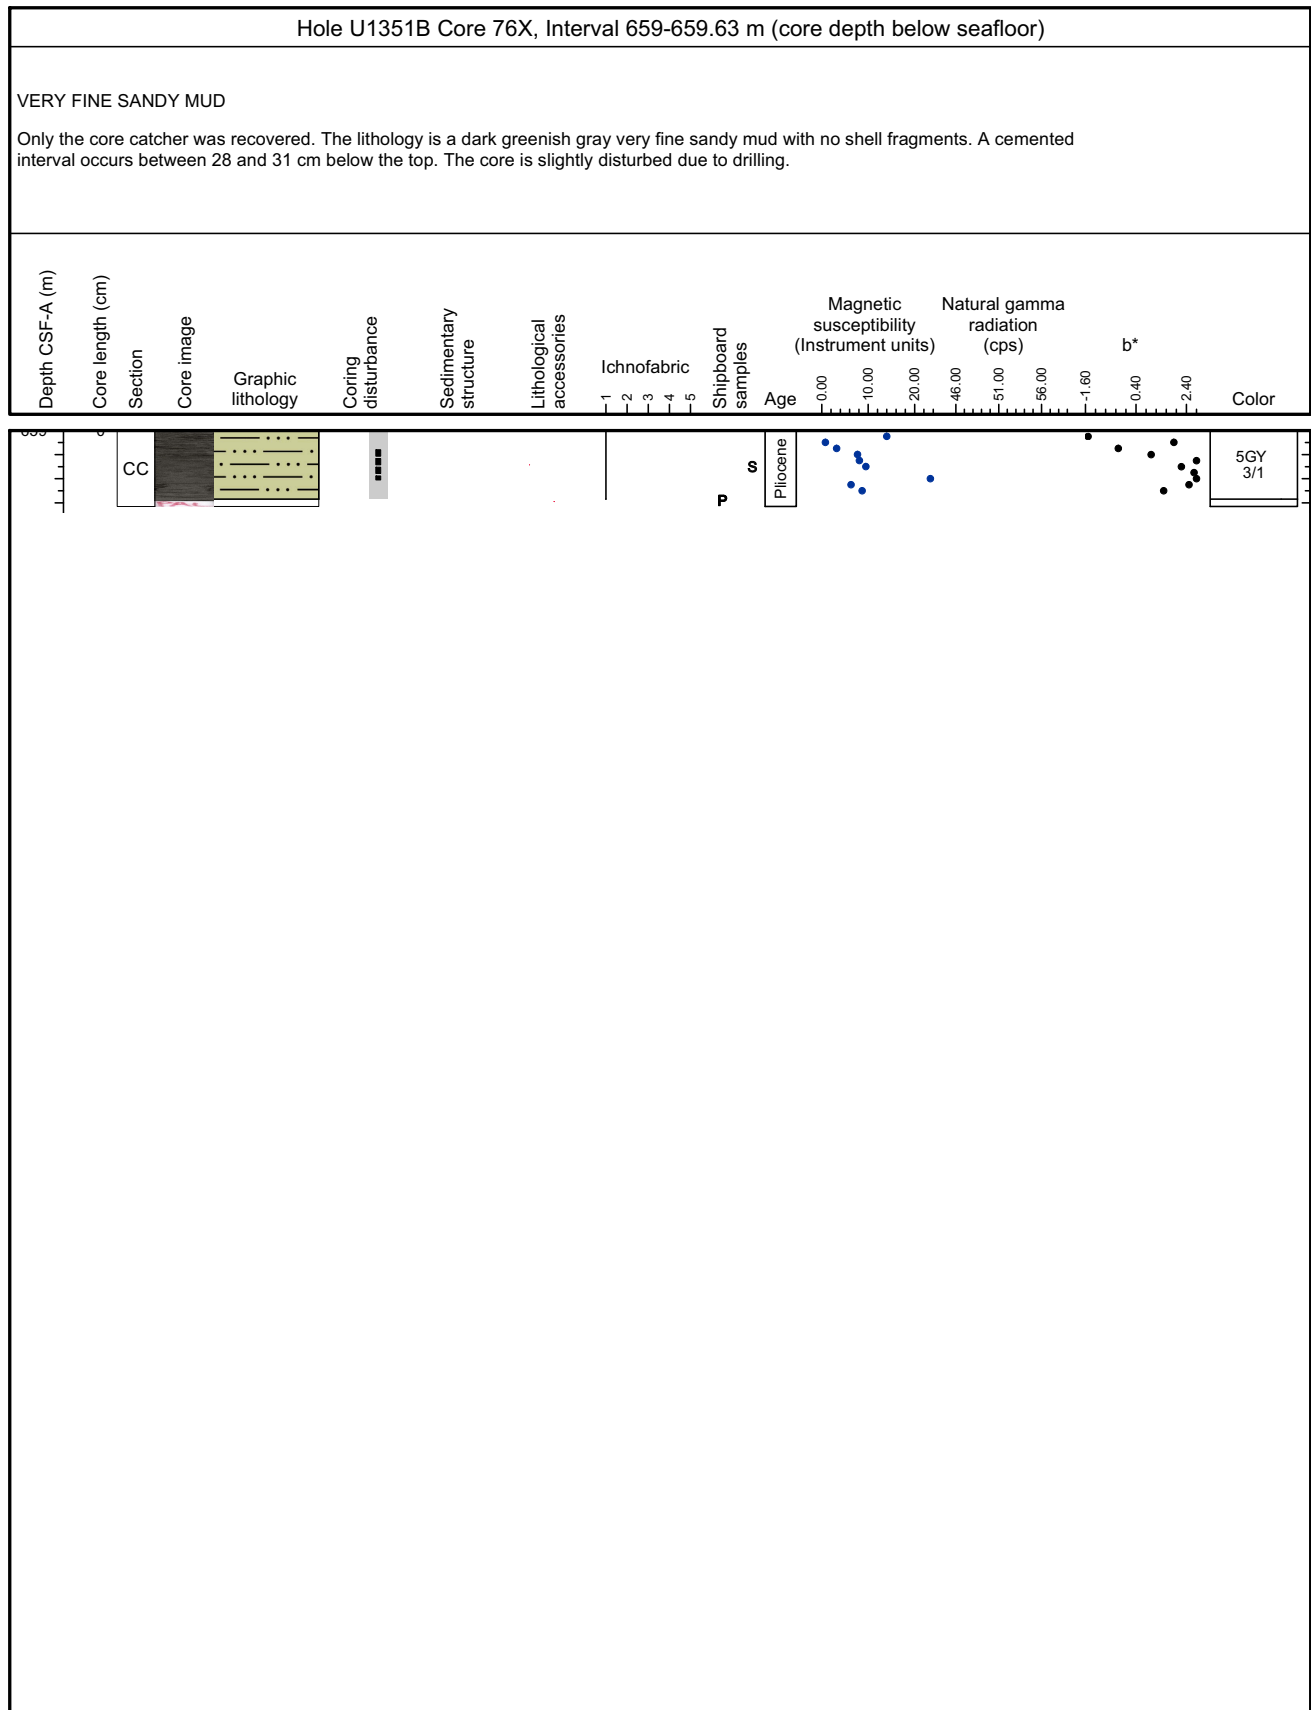 Hole U1351B Core 76X, Interval 659-659.63 m (core depth below seafloor)
VERY FINE SANDY MUD
Only the core catcher was recovered. The lithology is a dark greenish gray very fine sandy mud with no shell fragments. A cemented
interval occurs between 28 and 31 cm below the top. The core is slightly disturbed due to drilling.
Depth CSF-A (m)
Core length (cm)
Section
Core image
Graphic
lithology
Coring
disturbance
Sedimentary
structure
Lithological
accessories
Ichnofabric
1 2 3 4 5
Shipboard
samples
Age
Magnetic
susceptibility
(Instrument units)
0.00 10.00 20.00
Natural gamma
radiation
(cps)
46.00 51.00 56.00
b*
-1.60 0.40 2.40
Color
CC
S
P
Pliocene
5GY
3/1